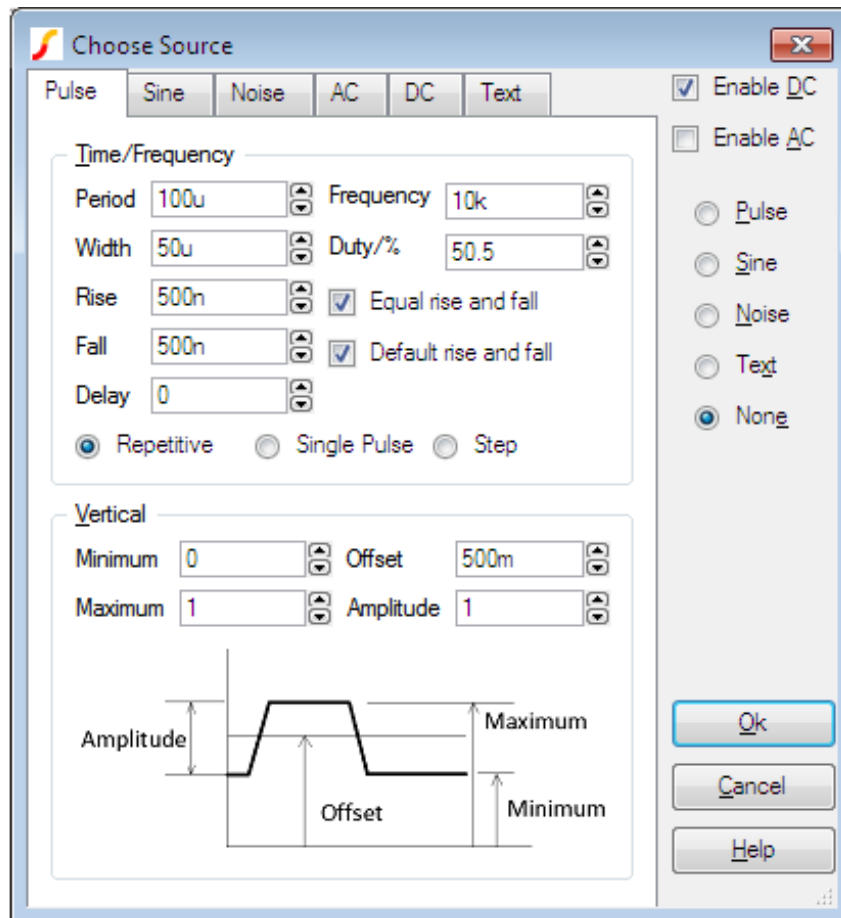 Choose Source
Pulse Sine Noise AC DC Text
Time/Frequency
Period 100u Frequency 10k
Width 50u Duty/% 50.5
Rise 500n Equal rise and fall
Fall 500n Default rise and fall
Delay 0
Repetitive Single Pulse Step
Vertical
Minimum 0 Offset 500m
Maximum 1 Amplitude 1
Amplitude
Maximum
Offset
Minimum
Enable DC
Enable AC
Pulse
Sine
Noise
Text
None
Ok
Cancel
Help